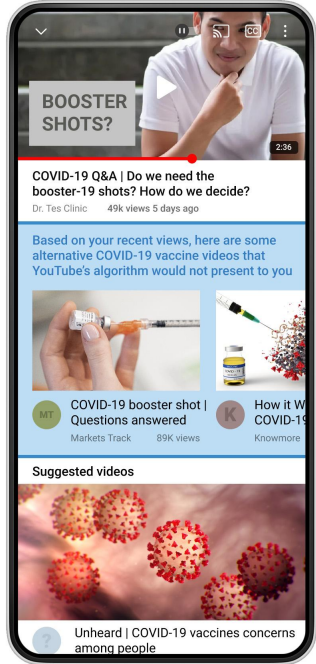 CC
BOOSTER
SHOTS?
2:36
COVID-19 Q&A | Do we need the
booster-19 shots? How do we decide?
Dr. Tes Clinic 49k views 5 days ago
Based on your recent views, here are some
alternative COVID-19 vaccine videos that
YouTube's algorithm would not present to you
MT
COVID-19 booster shot |
Questions answered
Markets Track 89K views
K
How it W
COVID-19
Knowmore
Suggested videos
?
Unheard | COVID-19 vaccines concerns
among people